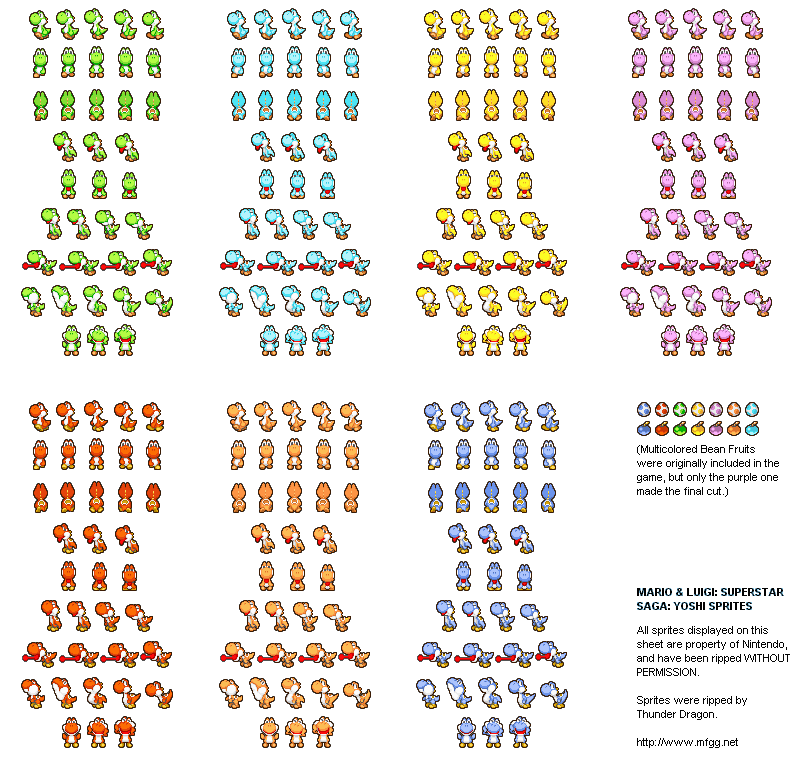 (Multicolored Bean Fruits
were originally included in the
game, but only the purple one
made the final cut.)
MARIO & LUIGI: SUPERSTAR
SAGA: YOSHI SPRITES
All sprites displayed on this
sheet are property of Nintendo,
and have been ripped WITHOUT
PERMISSION.
Sprites were ripped by
Thunder Dragon.
http://www.mfgg.net